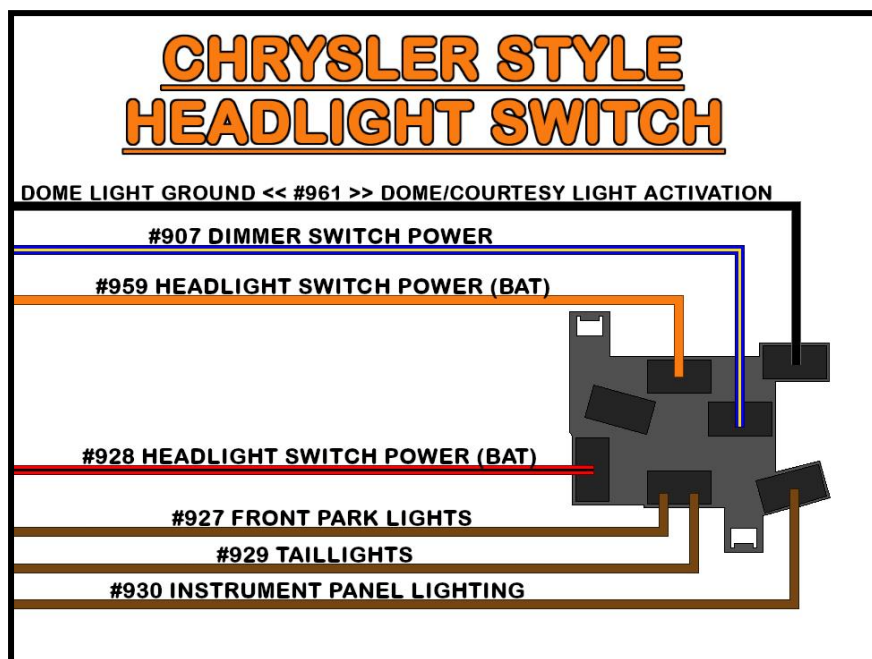 CHRYSLER STYLE
HEADLIGHT SWITCH
DOME LIGHT GROUND << #961 >> DOME/COURTESY LIGHT ACTIVATION
#907 DIMMER SWITCH POWER
#959 HEADLIGHT SWITCH POWER (BAT)
#928 HEADLIGHT SWITCH POWER (BAT)
#927 FRONT PARK LIGHTS
#929 TAILLIGHTS
#930 INSTRUMENT PANEL LIGHTING